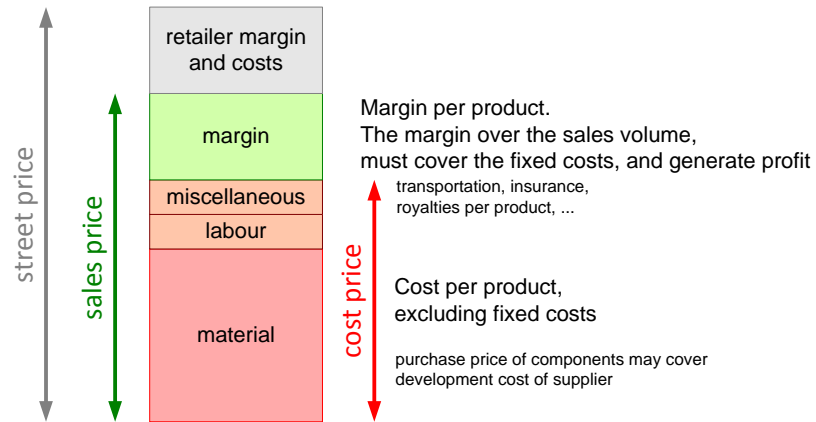 street price
sales price
retailer margin
and costs
margin
miscellaneous
labour
material
cost price
Margin per product.
The margin over the sales volume,
must cover the fixed costs, and generate profit
transportation, insurance,
royalties per product, ...
Cost per product,
excluding fixed costs
purchase price of components may cover
development cost of supplier